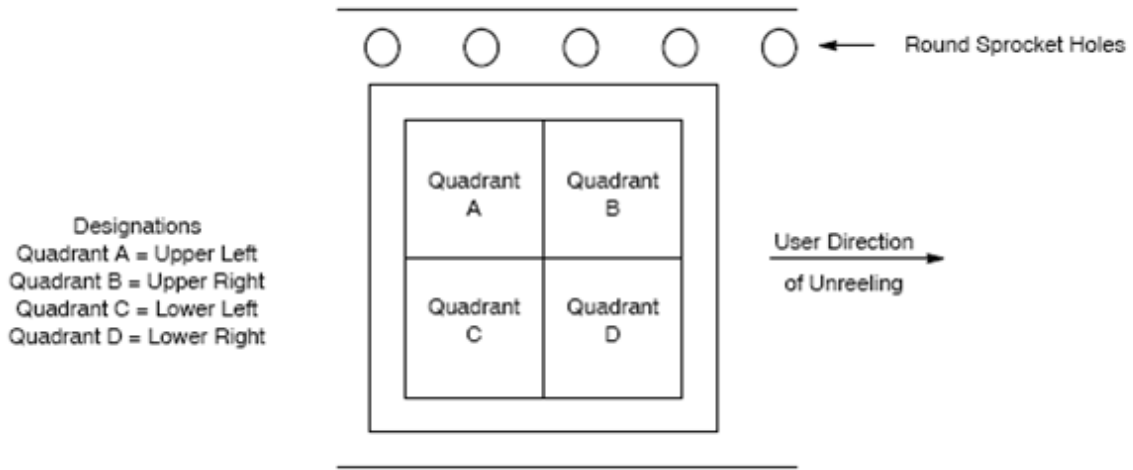 Round Sprocket Holes
Quadrant
A
Quadrant
B
Designations
Quadrant A = Upper Left
Quadrant B = Upper Right
Quadrant C = Lower Left
Quadrant D = Lower Right
Quadrant
C
Quadrant
D
User Direction
of Unreeling